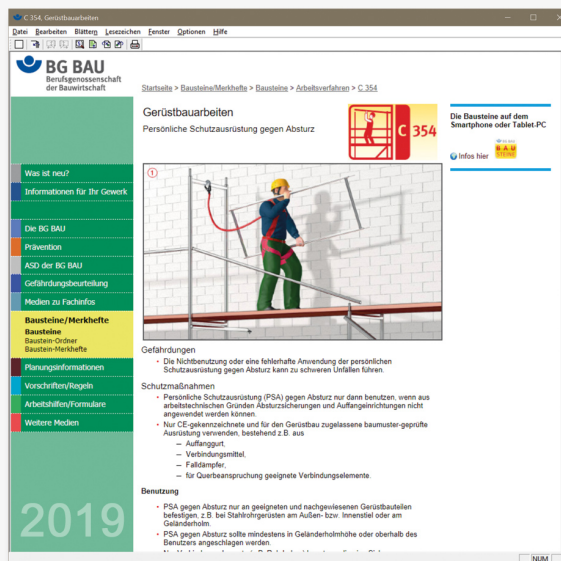 C 354, Gerüstbauarbeiten
Datei Bearbeiten Blättern Lesezeichen Fenster Optionen Hilfe
BG BAU
Berufsgenossenschaft
der Bauwirtschaft
Startseite > Bausteine/Merkhefte > Bausteine > Arbeitsverfahren > C 354
Gerüstbauarbeiten
Persönliche Schutzausrüstung gegen Absturz
C 354
Die Bausteine auf dem
Smartphone oder Tablet-PC
Infos hier
BAU
STEINE
Was ist neu?
Informationen für Ihr Gewerk
Die BG BAU
Prävention
ASD der BG BAU
Gefährdungsbeurteilung
Medien zu Fachinfos
Bausteine/Merkhefte
Bausteine
Baustein-Ordner
Baustein-Merkhefte
Planungsinformationen
Vorschriften/Regeln
Arbeitshilfen/Formulare
Weitere Medien
2019
1
Gefährdungen
• Die Nichtbenutzung oder eine fehlerhafte Anwendung der persönlichen
Schutzausrüstung gegen Absturz kann zu schweren Unfällen führen.
Schutzmaßnahmen
• Persönliche Schutzausrüstung (PSA) gegen Absturz nur dann benutzen, wenn aus
arbeitstechnischen Gründen Absturzsicherungen und Auffangeinrichtungen nicht
angewendet werden können.
• Nur CE-gekennzeichnete und für den Gerüstbau zugelassene baumuster-geprüfte
Ausrüstung verwenden, bestehend z.B. aus
– Auffanggurt,
– Verbindungsmittel,
– Falldämpfer,
– für Querbeanspruchung geeignete Verbindungselemente.
Benutzung
• PSA gegen Absturz nur an geeigneten und nachgewiesenen Gerüstbauteilen
befestigen, z.B. bei Stahlrohrgerüsten am Außen- bzw. Innenstiel oder am
Geländerholm.
• PSA gegen Absturz sollte mindestens in Geländerholmhöhe oder oberhalb des
Benutzers angeschlagen werden.
NUM